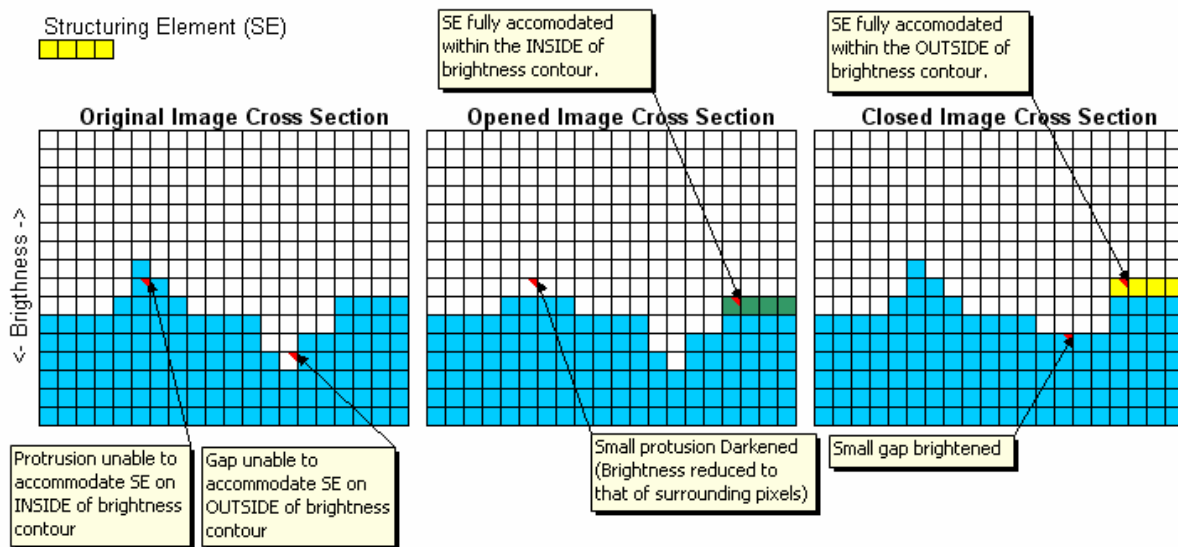 Structuring Element (SE)
SE fully accomodated
within the INSIDE of
brightness contour.
SE fully accomodated
within the OUTSIDE of
brightness contour.
Original Image Cross Section
Opened Image Cross Section
Closed Image Cross Section
<- Brigthness ->
Protrusion unable to
accommodate SE on
INSIDE of brightness
contour
Gap unable to
accommodate SE on
OUTSIDE of brightness
contour
Small protusion Darkened
(Brightness reduced to
that of surrounding pixels)
Small gap brightened